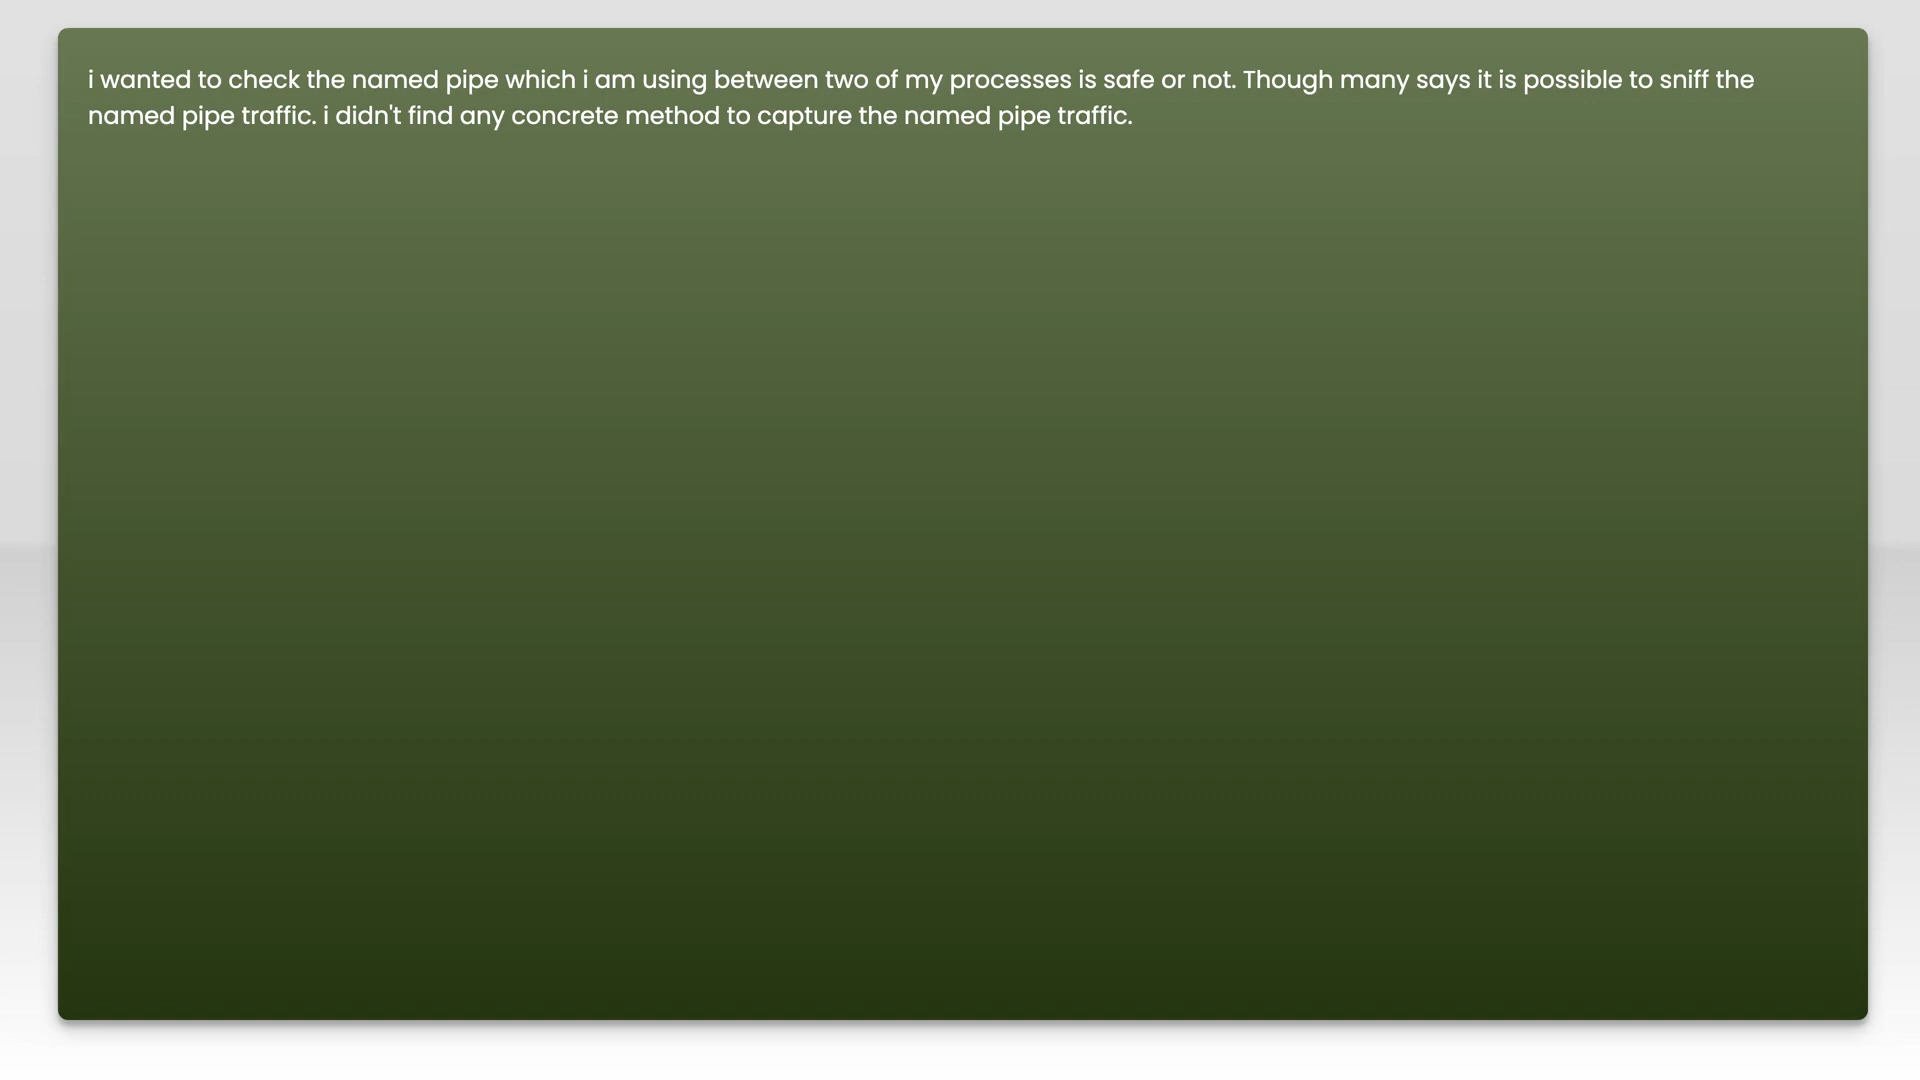 i wanted to check the named pipe which i am using between two of my processes is safe or not. Though many says it is possible to sniff the
named pipe traffic. i didn't find any concrete method to capture the named pipe traffic.